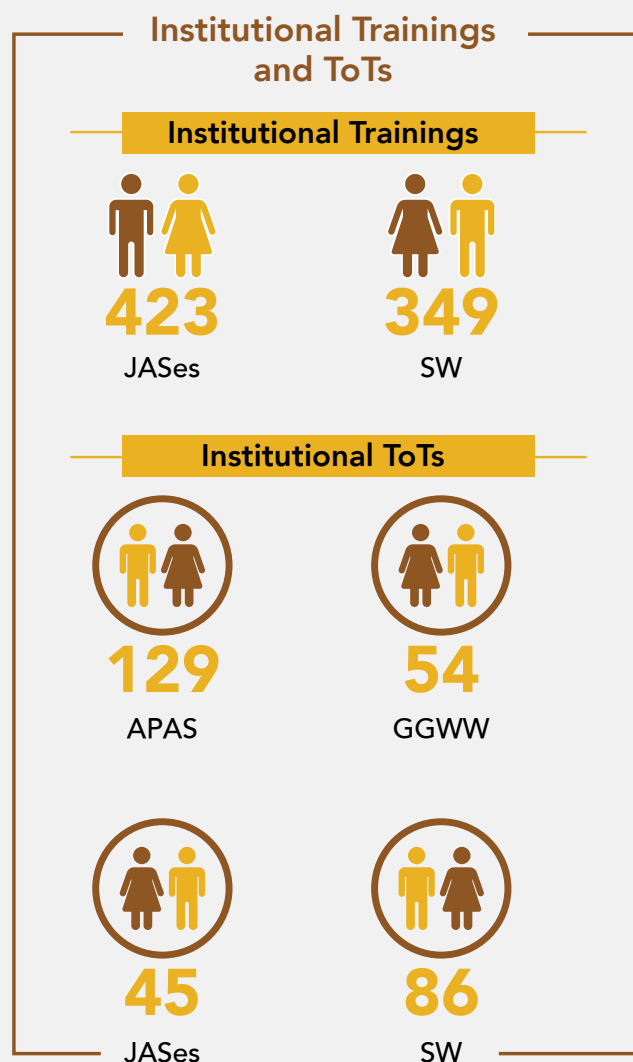 Institutional Trainings
and ToTs
Institutional Trainings
423 349
JASes SW
Institutional ToTs
129 54
APAS GGWW
45 86
JASes SW